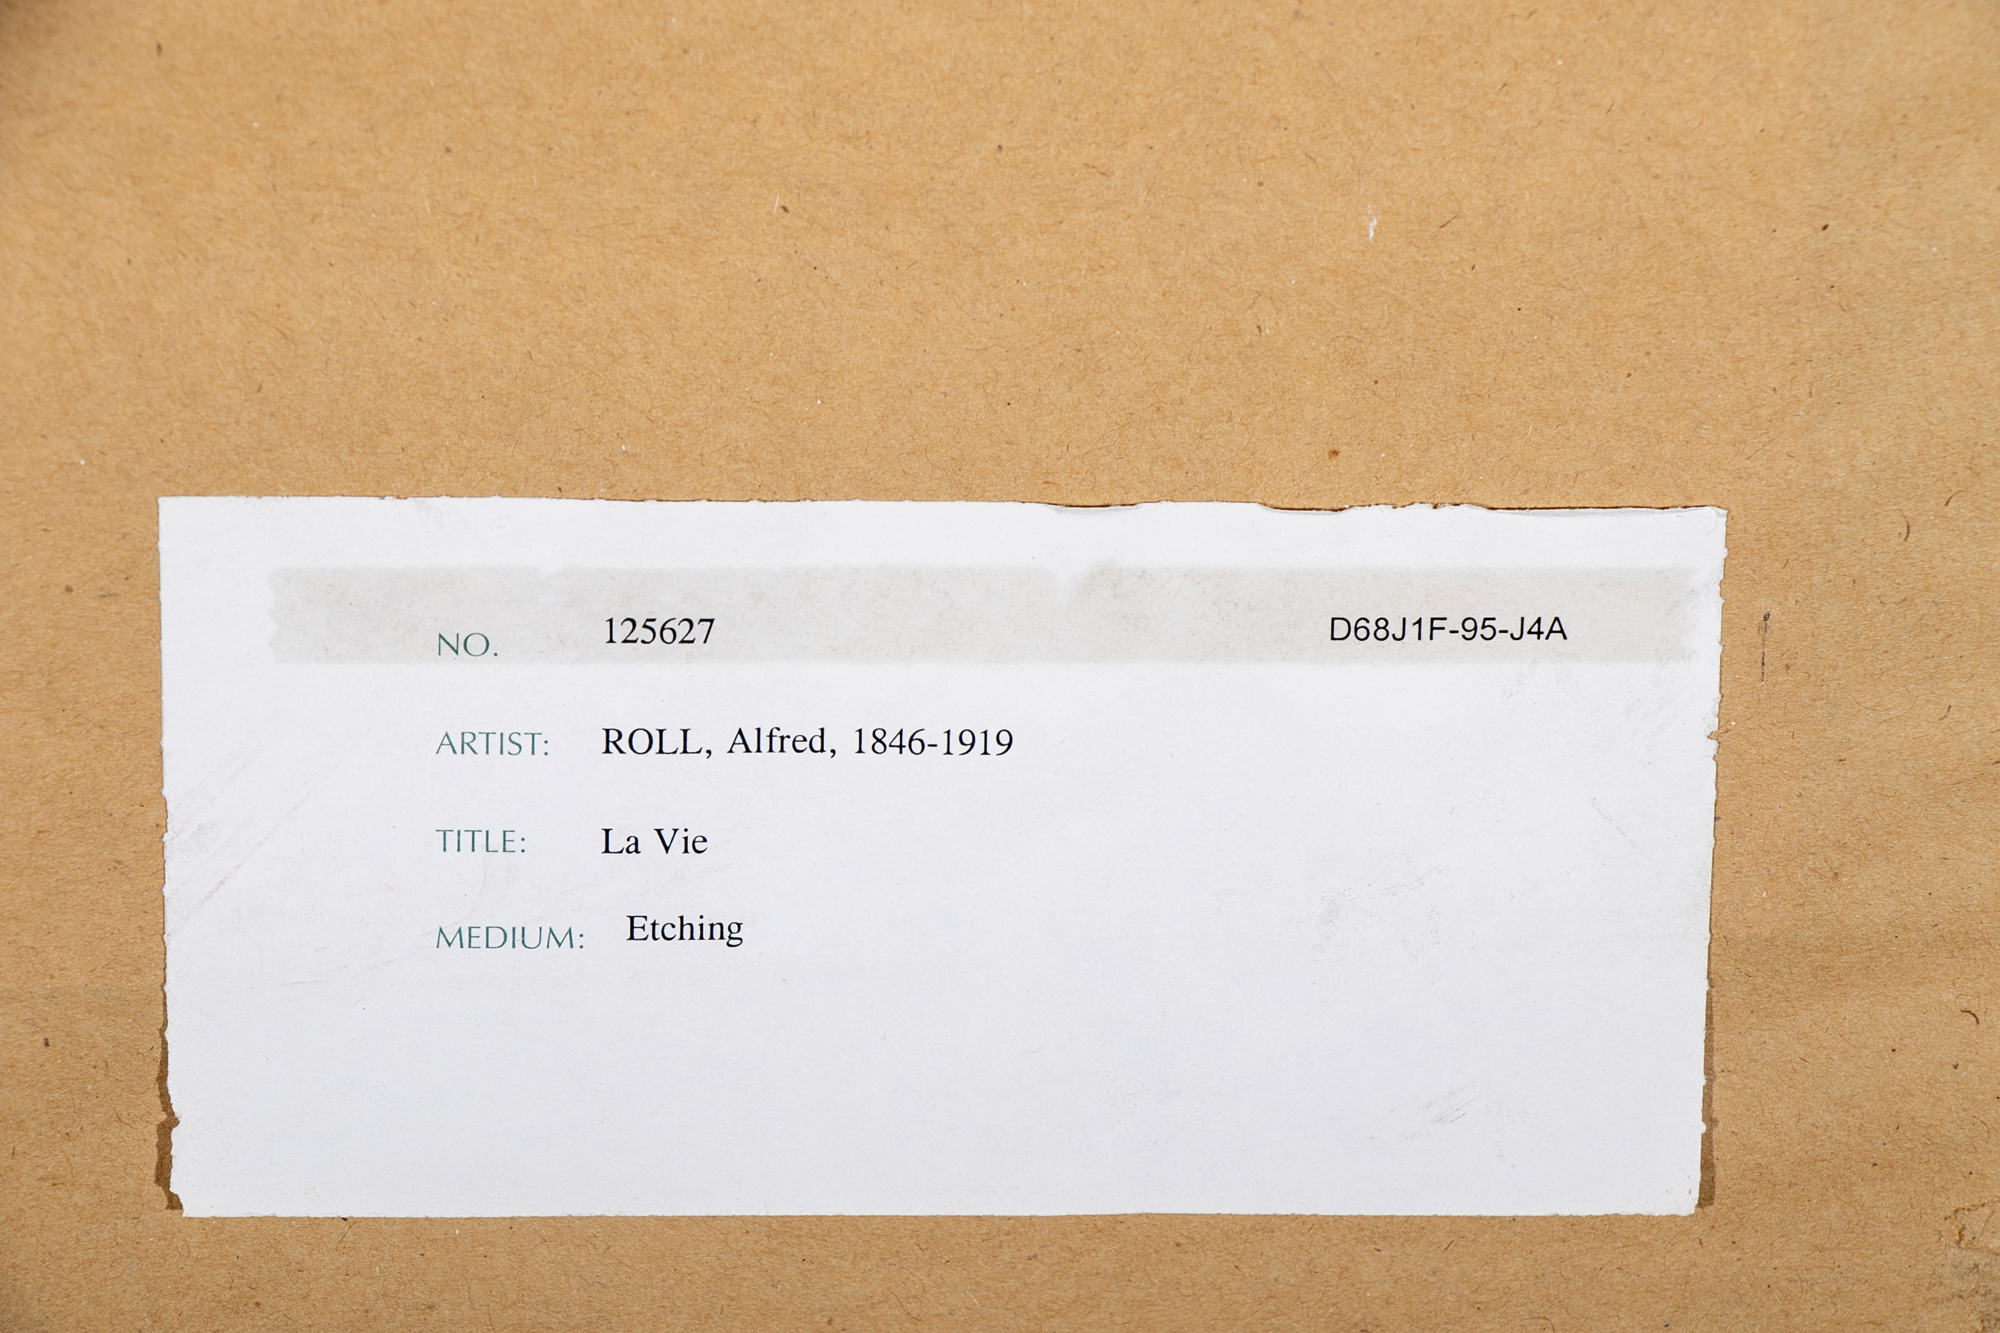 NO. 125627 D68J1F-95-J4A
ARTIST: ROLL, Alfred, 1846-1919
TITLE: La Vie
MEDIUM: Etching